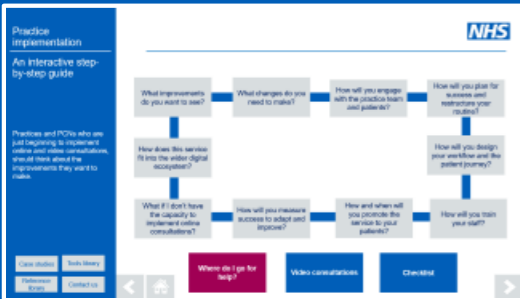 Practice
implementation
An interactive step-
by-step guide
Practices and PCNs who are
just beginning to implement
online and video consultations,
should think about the
improvements they want to
make.
Case studies
Tools library
Reference
library
Contact us
NHS
What improvements
do you want to see?
What changes do you
need to make?
How will you engage
with the practice team
and patients?
How will you plan for
success and
restructure your
routine?
How does this service
fit into the wider digital
ecosystem?
How will you design
your workflow and the
patient journey?
What if I don't have
the capacity to
implement online
consultations?
How will you measure
success to adapt and
improve?
How and when will
you promote the
service to your
patients?
How will you train
your staff?
Where do I go for
help?
Video consultations
Checklist